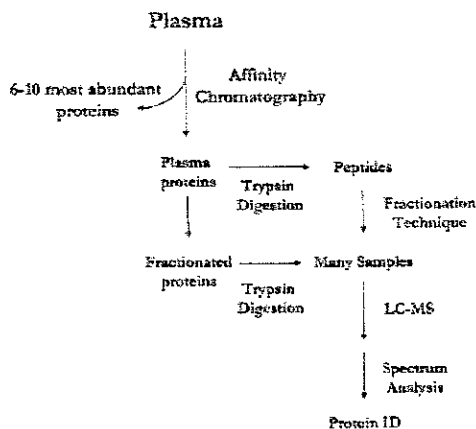 Plasma
6-10 most abundant
proteins
Affinity
Chromatography
Plasma
proteins
Trypsin
Digestion
Peptides
Fractionation
Technique
Fractionated
proteins
Trypsin
Digestion
Many Samples
LC-MS
Spectrum
Analysis
Protein ID